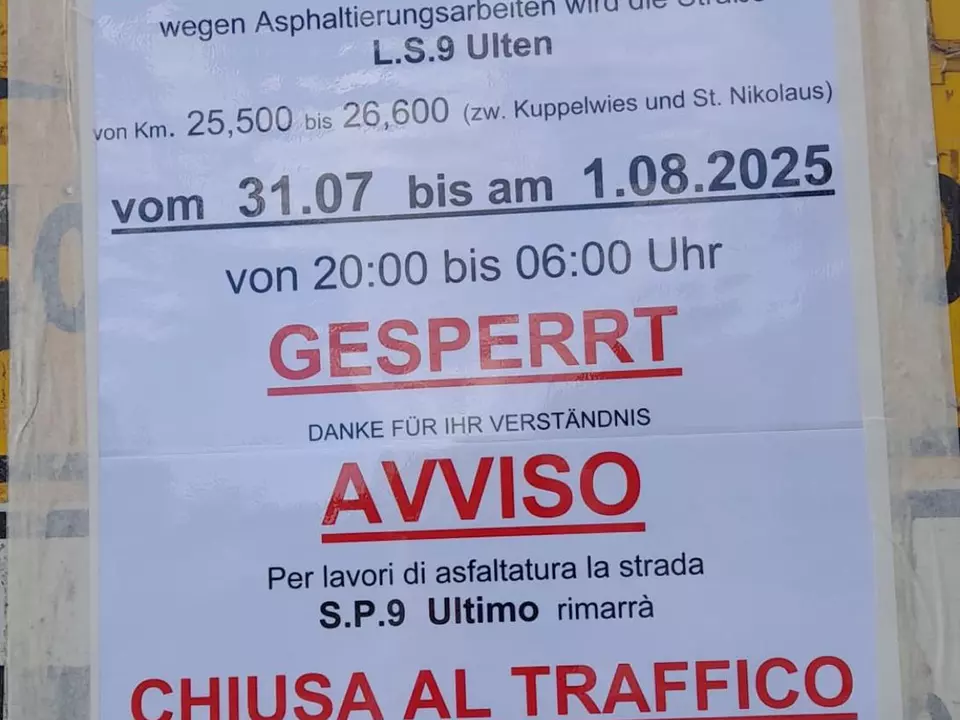 wegen Asphaltierungsarbeiten wird die Straße
L.S.9 Ulten
von Km. 25,500 bis 26,600 (zw. Kuppelwies und St. Nikolaus)
vom 31.07 bis am 1.08.2025
von 20:00 bis 06:00 Uhr
GESPERRT
DANKE FÜR IHR VERSTÄNDNIS
AVVISO
Per lavori di asfaltatura la strada
S.P.9 Ultimo rimarrà
CHIUSA AL TRAFFICO